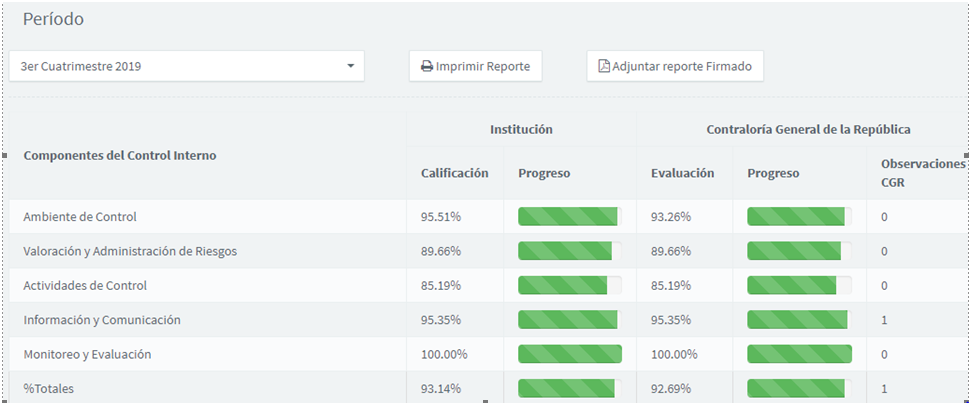 Período
3er Cuatrimestre 2019 Imprimir Reporte Adjuntar reporte Firmado
Institución Contraloría General de la República
Componentes del Control Interno
Calificación Progreso Evaluación Progreso Observaciones CGR
Ambiente de Control 95.51% 93.26% 0
Valoración y Administración de Riesgos 89.66% 89.66% 0
Actividades de Control 85.19% 85.19% 0
Información y Comunicación 95.35% 95.35% 1
Monitoreo y Evaluación 100.00% 100.00% 0
%Totales 93.14% 92.69% 1